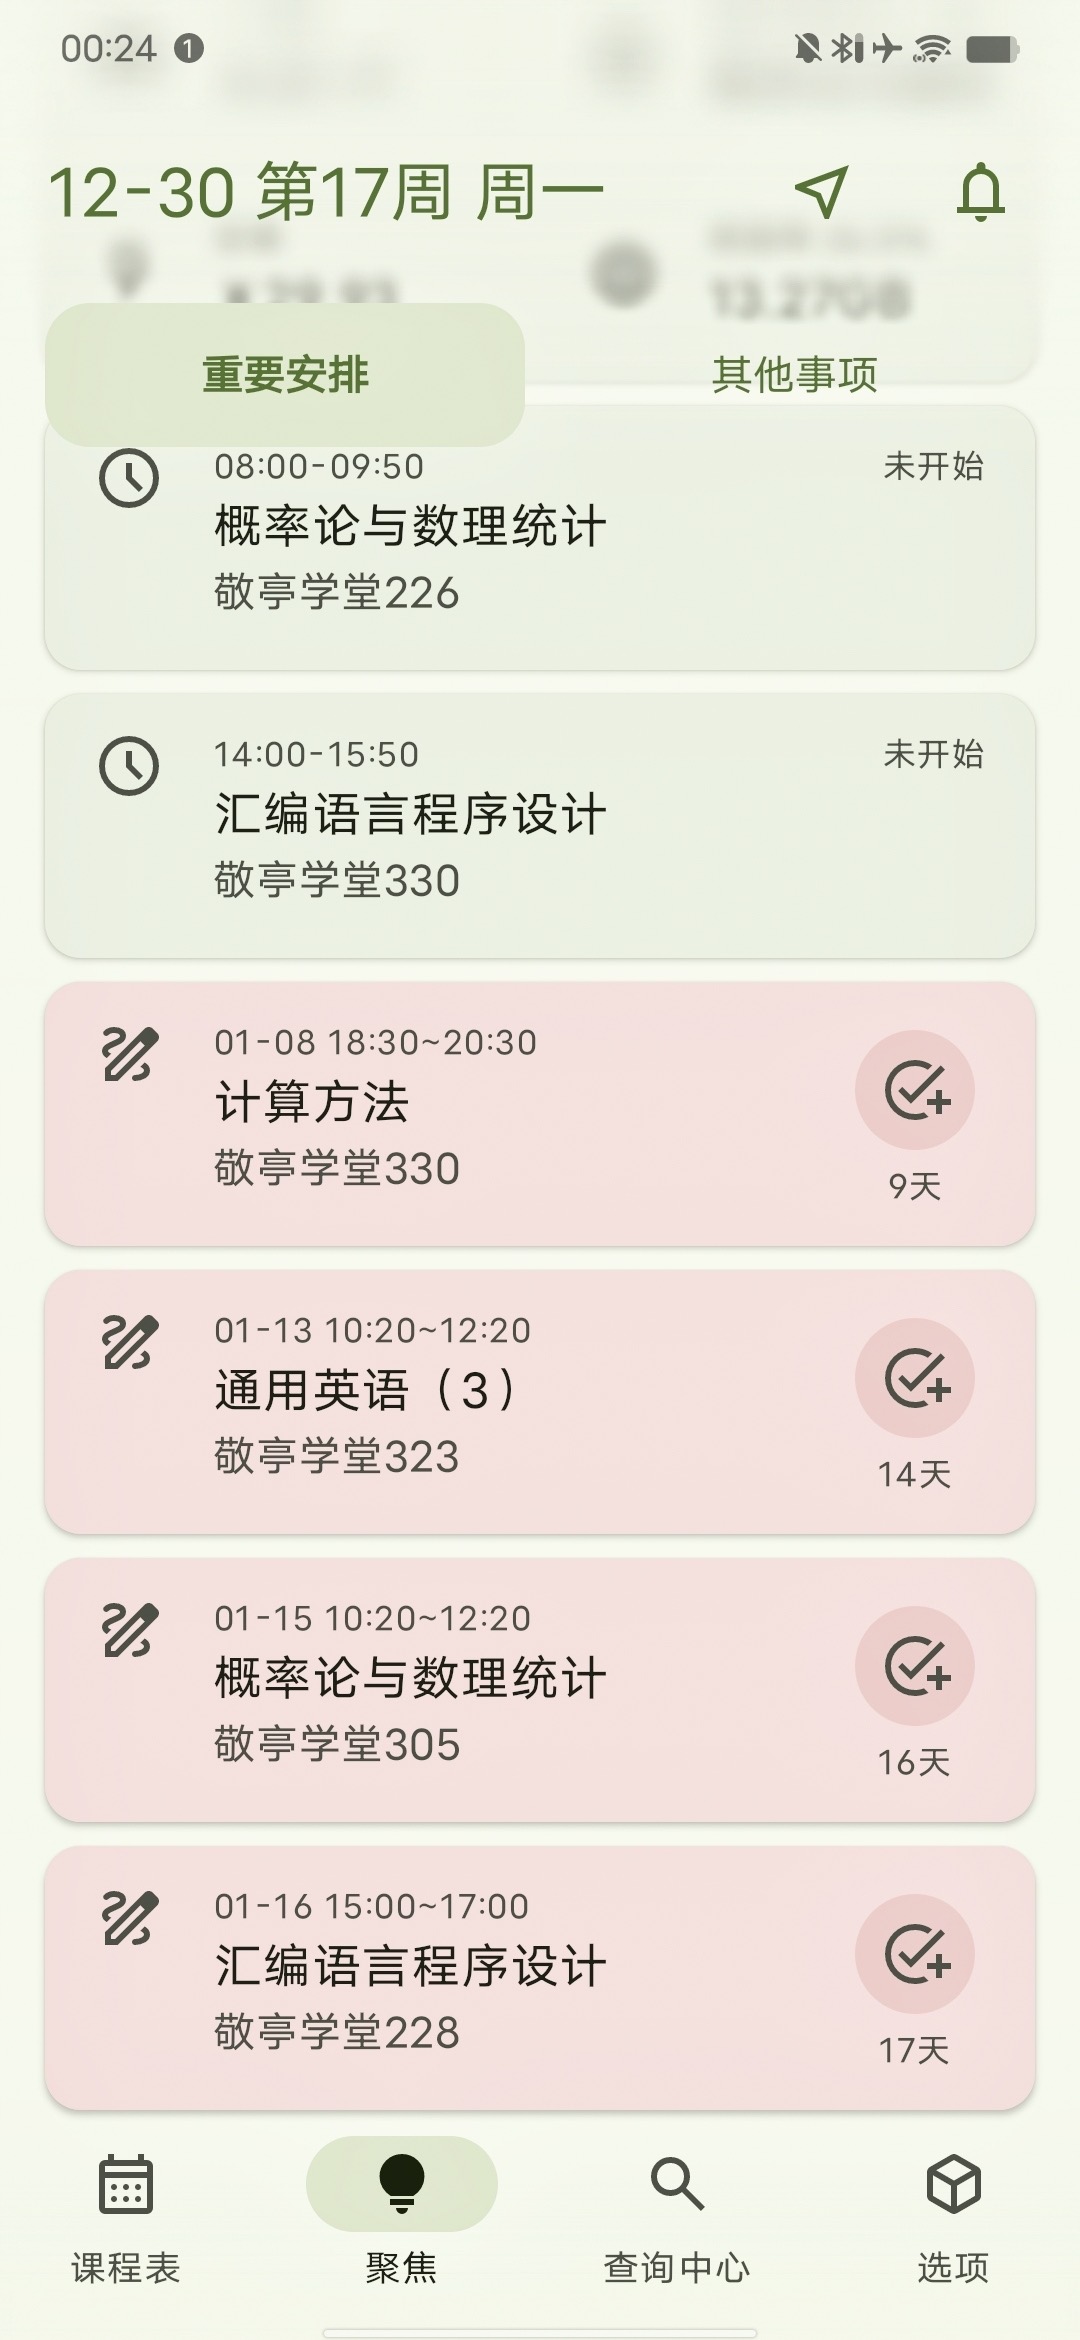 00:24 1
12-30 第17周 周一
¥29.93
13.27GB
重要安排
其他事项
08:00-09:50
未开始
概率论与数理统计
敬亭学堂226
14:00-15:50
未开始
汇编语言程序设计
敬亭学堂330
01-08 18:30~20:30
计算方法
敬亭学堂330
9天
01-13 10:20~12:20
通用英语（3）
敬亭学堂323
14天
01-15 10:20~12:20
概率论与数理统计
敬亭学堂305
16天
01-16 15:00~17:00
汇编语言程序设计
敬亭学堂228
17天
课程表
聚焦
查询中心
选项